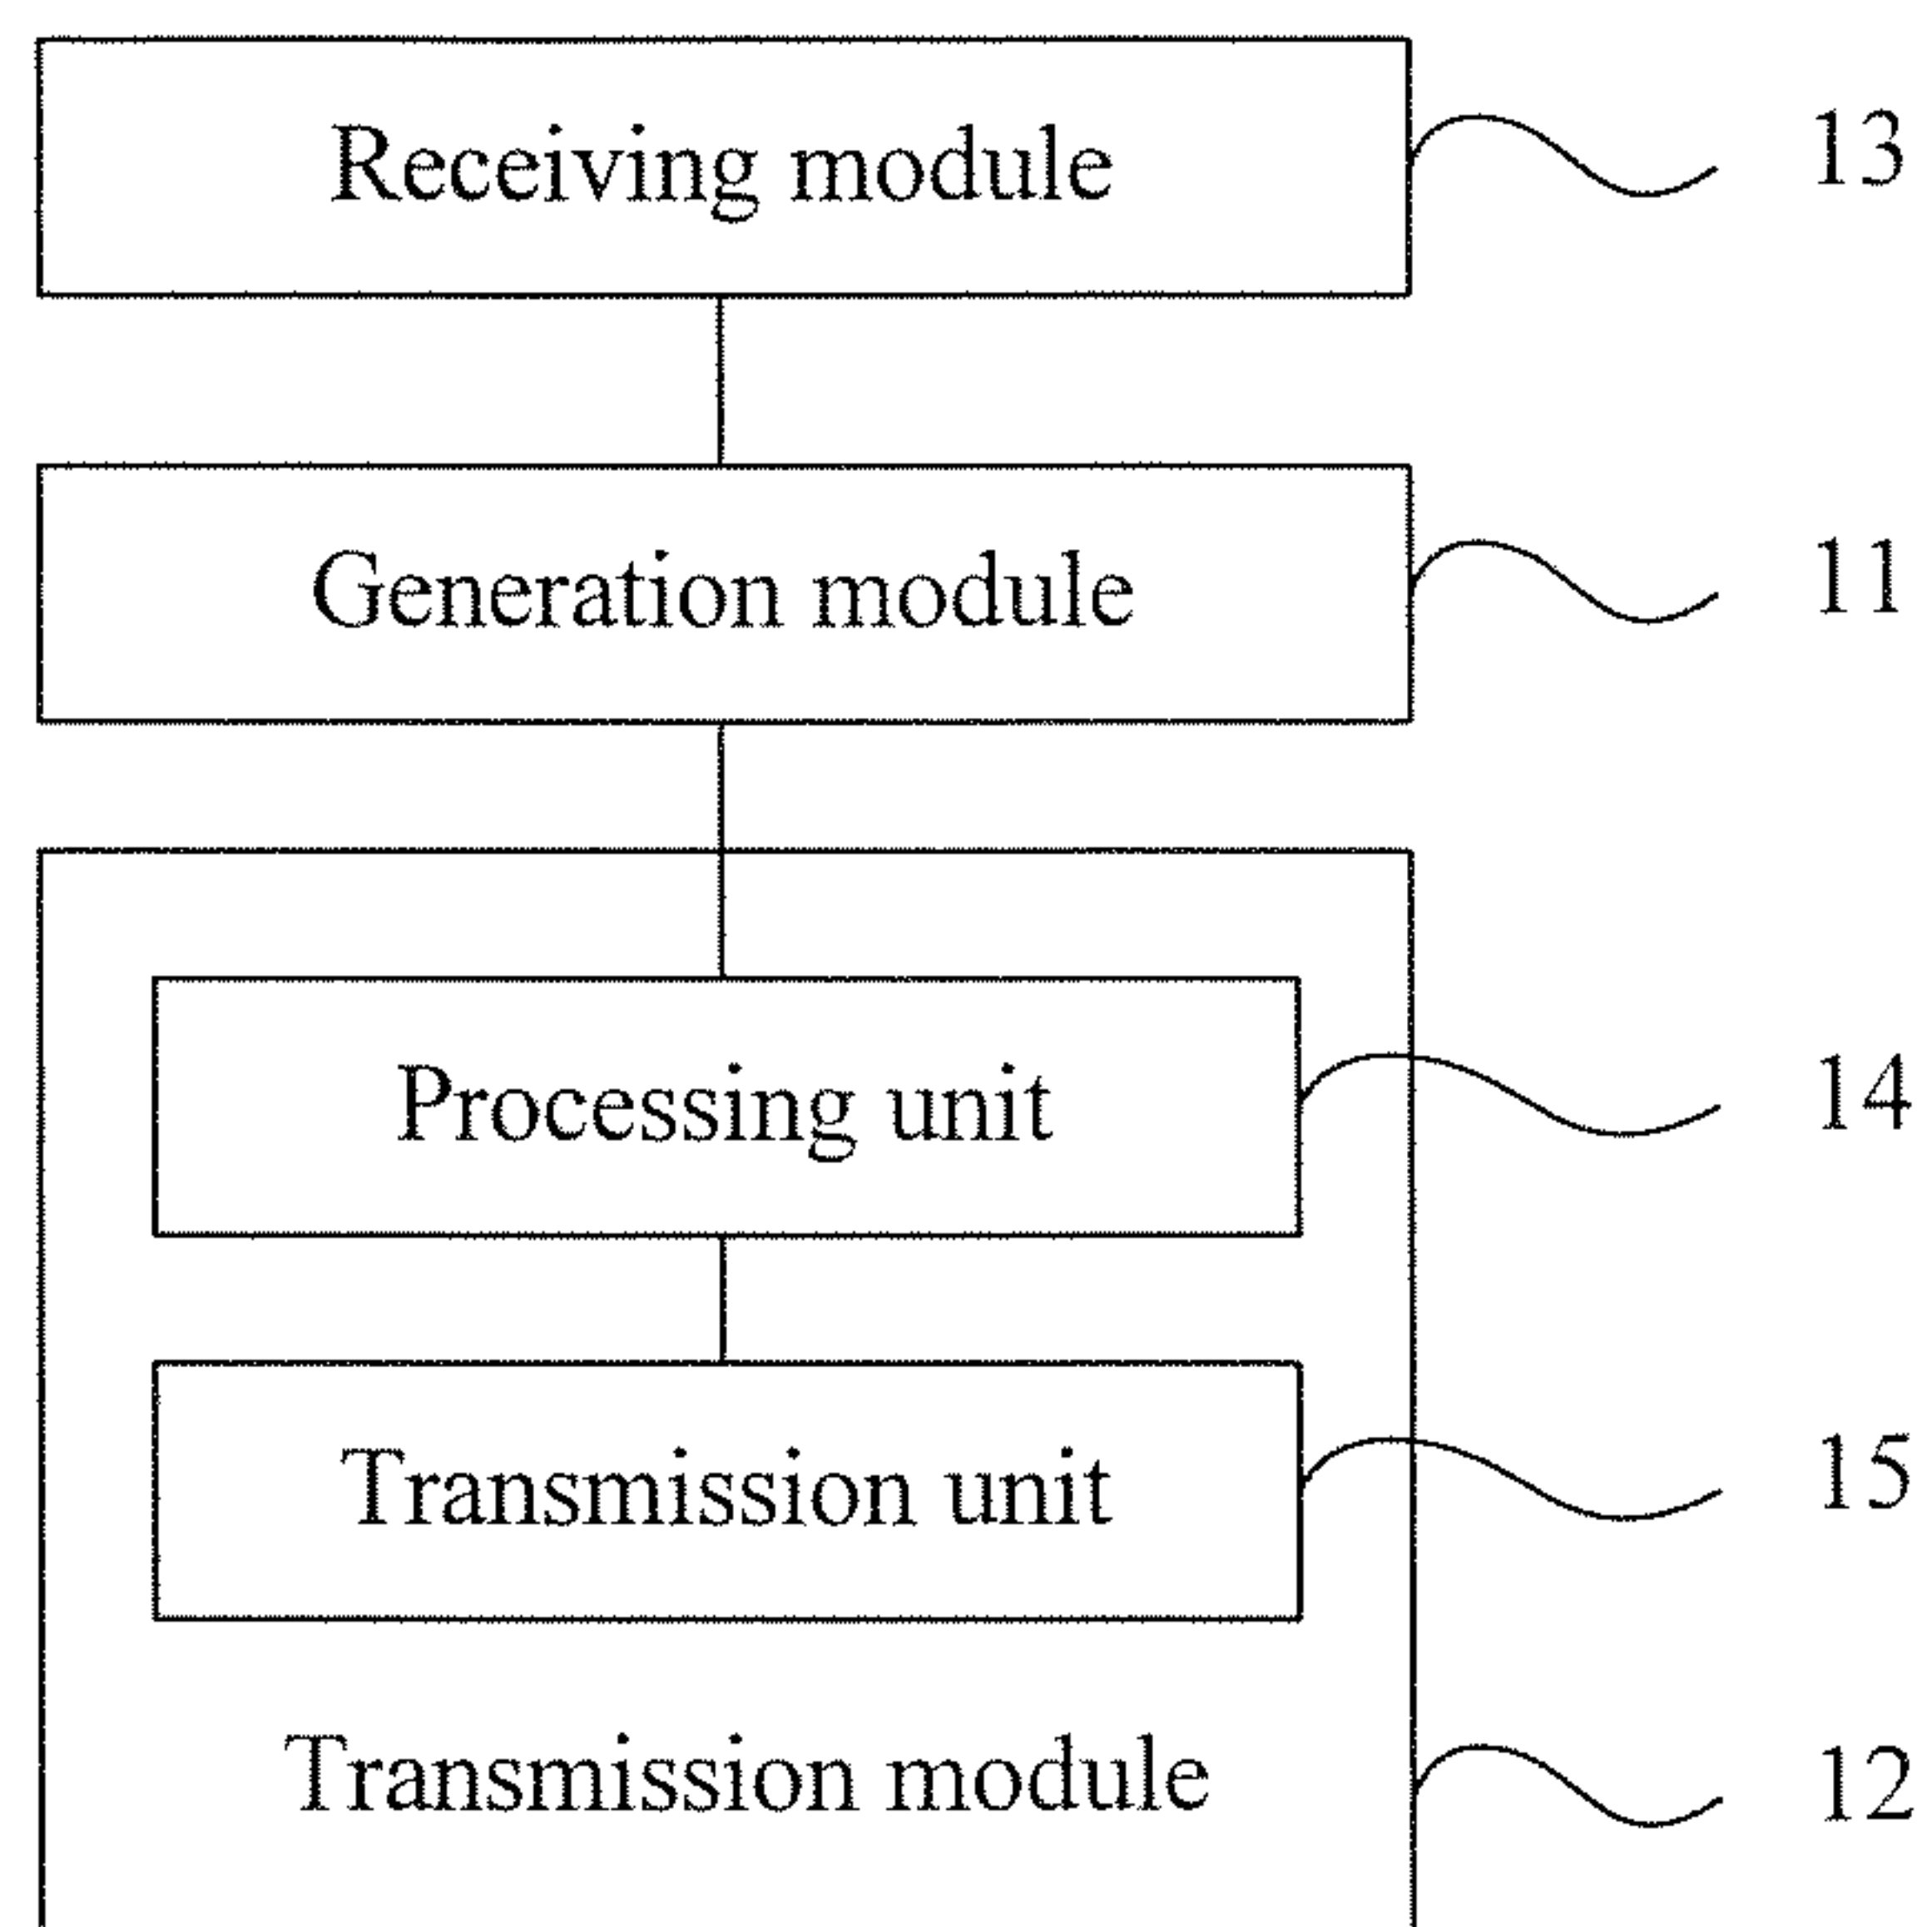 Receiving module 13
Generation module 11
Processing unit 14
Transmission unit 15
Transmission module 12